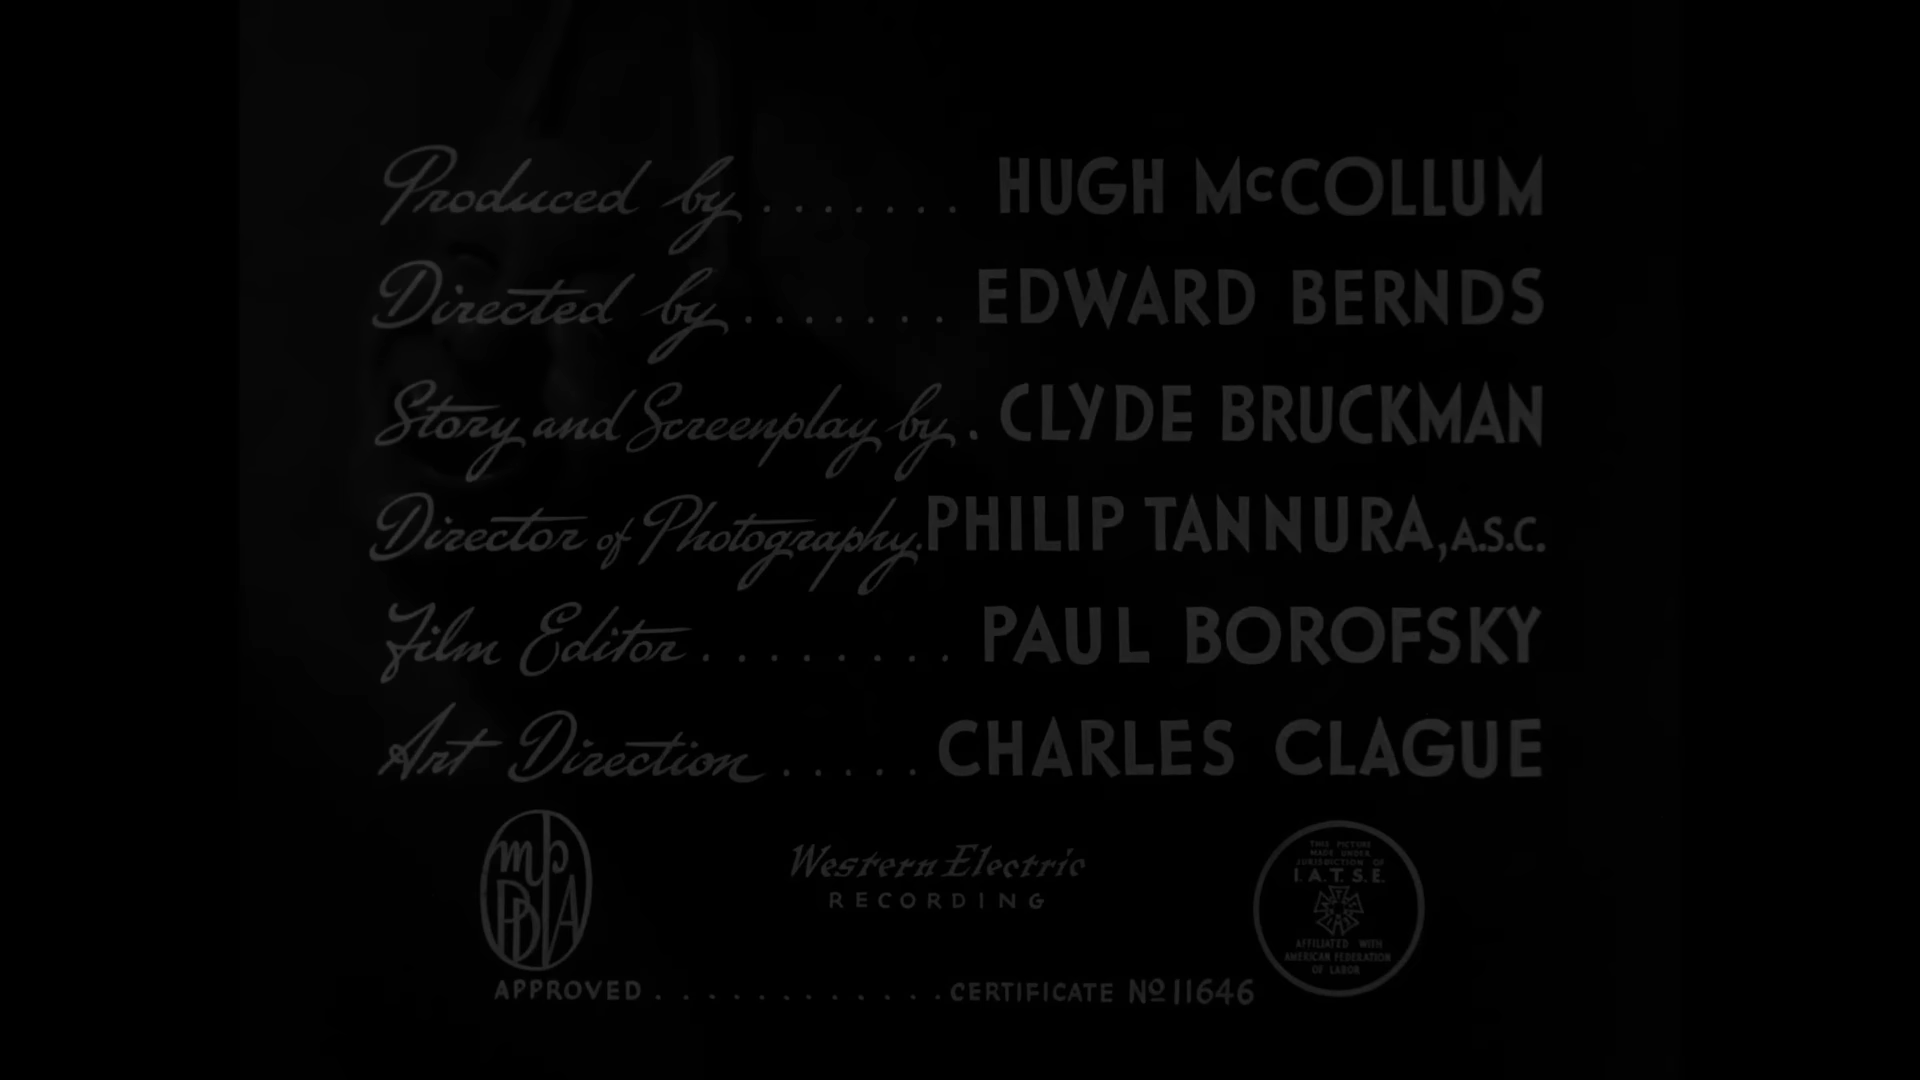 Produced by ....... HUGH McCOLLUM
Directed by ....... EDWARD BERNDS
Story and Screenplay by . CLYDE BRUCKMAN
Director of Photography . PHILIP TANNURA, A.S.C.
Film Editor ......... PAUL BOROFSKY
Art Direction ..... CHARLES CLAGUE
MPPDA
Western Electric
RECORDING
THIS PICTURE
MADE UNDER
JURISDICTION OF
I.A.T.S.E.
AFFILIATED WITH
AMERICAN FEDERATION
OF LABOR
APPROVED ............ CERTIFICATE No 11646